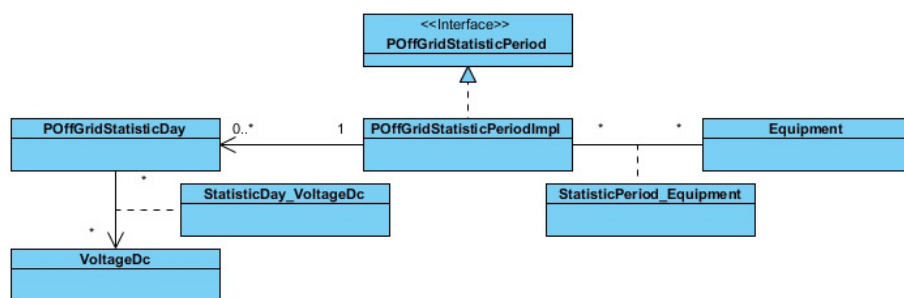 <<Interface>>
POffGridStatisticPeriod
POffGridStatisticDay
0..*
1
POffGridStatisticPeriodImpl
*
*
Equipment
*
StatisticDay_VoltageDc
StatisticPeriod_Equipment
*
VoltageDc